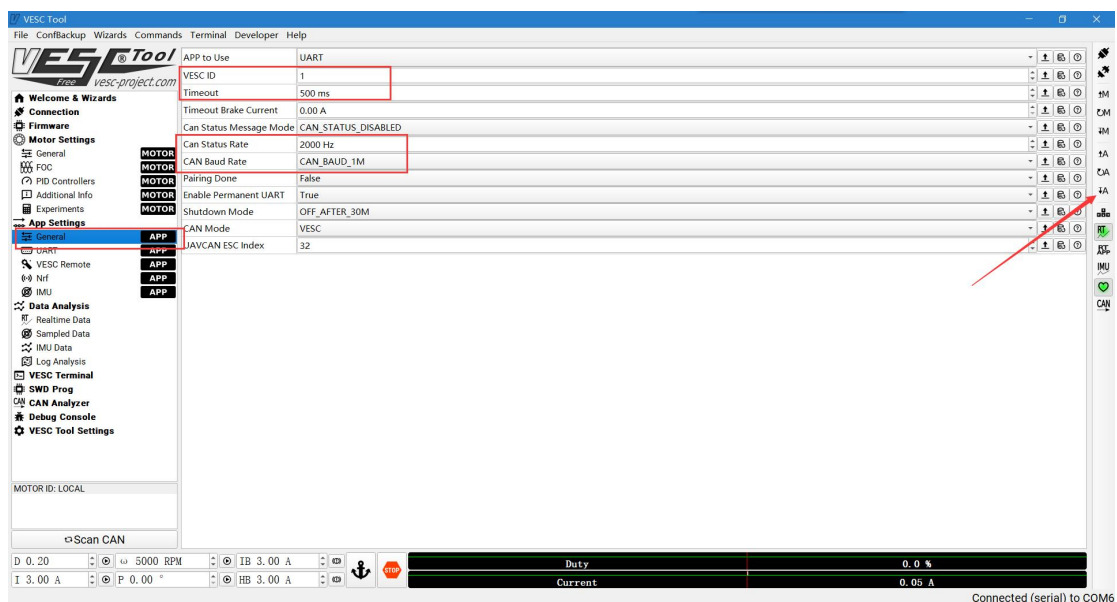 VESC Tool
File ConfBackup Wizards Commands Terminal Developer Help
VESC® Tool
Free vesc-project.com
Welcome & Wizards
Connection
Firmware
Motor Settings
General MOTOR
FOC MOTOR
PID Controllers MOTOR
Additional Info MOTOR
Experiments MOTOR
App Settings
General APP
UART APP
VESC Remote APP
Nrf APP
IMU APP
Data Analysis
RT Realtime Data
Sampled Data
IMU Data
Log Analysis
VESC Terminal
SWD Prog
CAN CAN Analyzer
Debug Console
VESC Tool Settings
MOTOR ID: LOCAL
Scan CAN
APP to Use UART
VESC ID 1
Timeout 500 ms
Timeout Brake Current 0.00 A
Can Status Message Mode CAN_STATUS_DISABLED
Can Status Rate 2000 Hz
CAN Baud Rate CAN_BAUD_1M
Pairing Done False
Enable Permanent UART True
Shutdown Mode OFF_AFTER_30M
CAN Mode VESC
UAVCAN ESC Index 32
M
M
M
A
A
A
RT
RT APP
IMU
CAN
D 0.20 ω 5000 RPM IB 3.00 A
I 3.00 A P 0.00 ° HB 3.00 A
STOP
Duty 0.0 %
Current 0.05 A
Connected (serial) to COM6